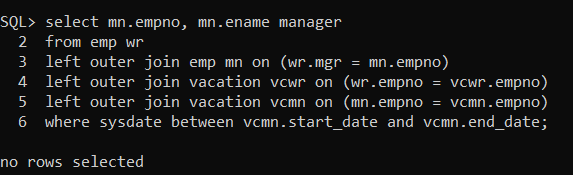 SQL> select mn.empno, mn.ename manager
2 from emp wr
3 left outer join emp mn on (wr.mgr = mn.empno)
4 left outer join vacation vcwr on (wr.empno = vcwr.empno)
5 left outer join vacation vcmn on (mn.empno = vcmn.empno)
6 where sysdate between vcmn.start_date and vcmn.end_date;
no rows selected